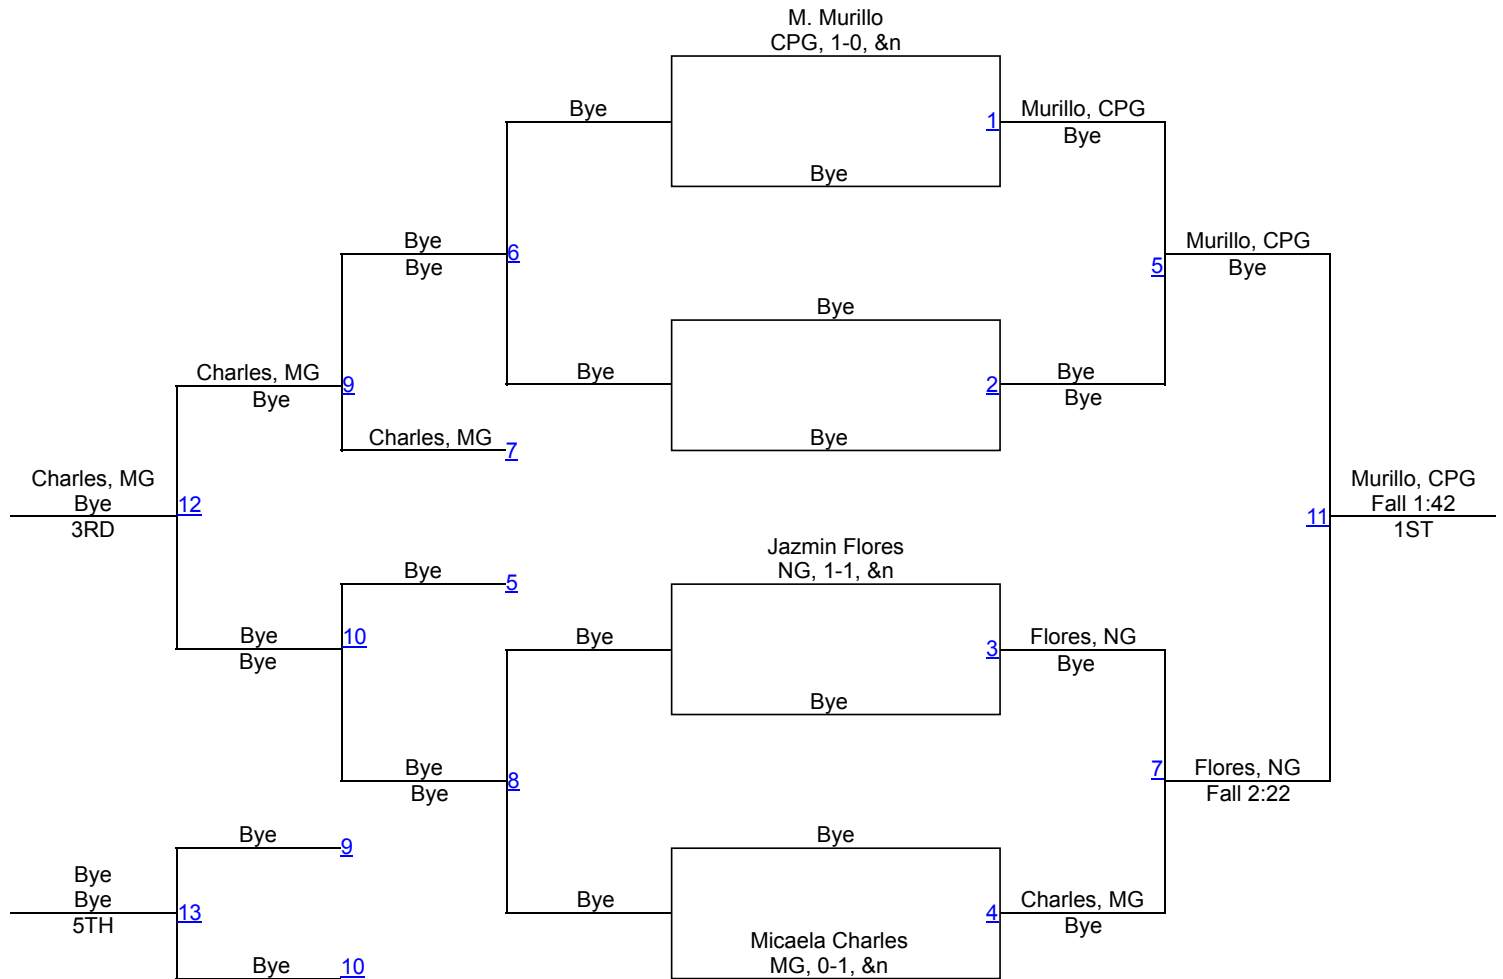 M. Murillo
CPG, 1-0, &n
Bye
Murillo, CPG
1
Bye
Bye
Bye
6
Bye
Murillo, CPG
5
Bye
Bye
Charles, MG
9
Bye
Bye
2
Bye
Bye
Charles, MG
7
Bye
Charles, MG
Bye
12
3RD
Murillo, CPG
Fall 1:42
11
1ST
Jazmin Flores
NG, 1-1, &n
Bye
5
Bye
10
Bye
Bye
Flores, NG
3
Bye
Bye
Bye
8
Bye
7
Flores, NG
Fall 2:22
Bye
9
Bye
Bye
Bye
13
5TH
Bye
Charles, MG
4
Bye
Micaela Charles
MG, 0-1, &n
Bye
10